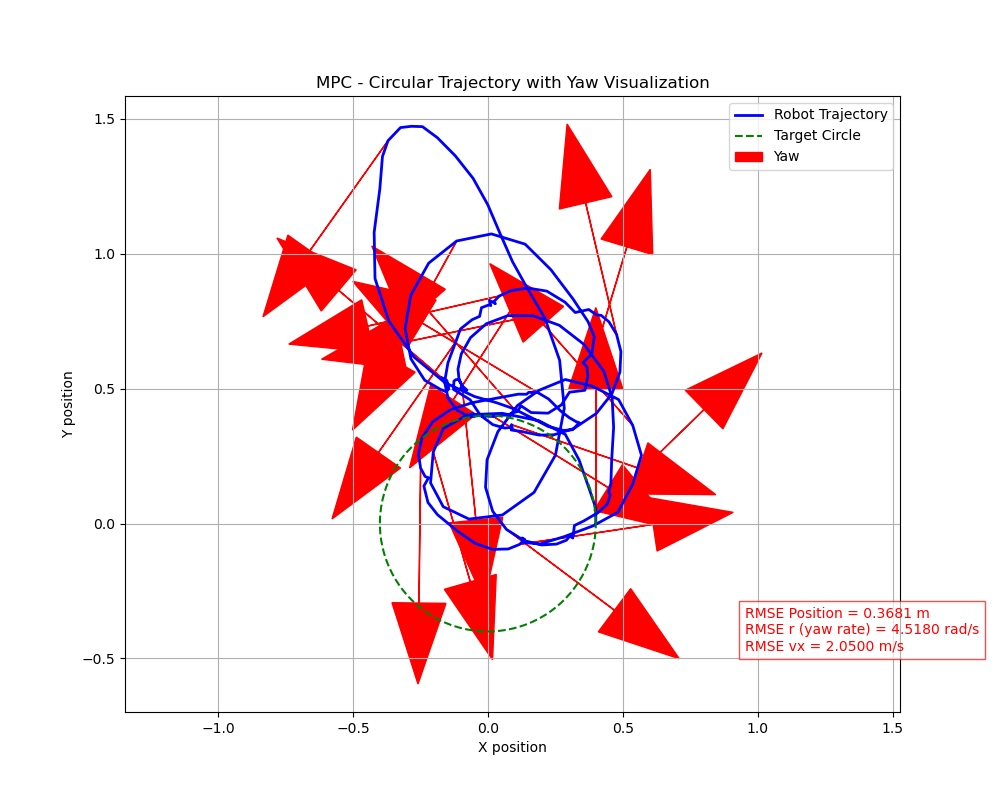 MPC - Circular Trajectory with Yaw Visualization
Robot Trajectory
Target Circle
Yaw
1.5
1.0
0.5
0.0
−0.5
Y position
RMSE Position = 0.3681 m
RMSE r (yaw rate) = 4.5180 rad/s
RMSE vx = 2.0500 m/s
−1.0 −0.5 0.0 0.5 1.0 1.5
X position